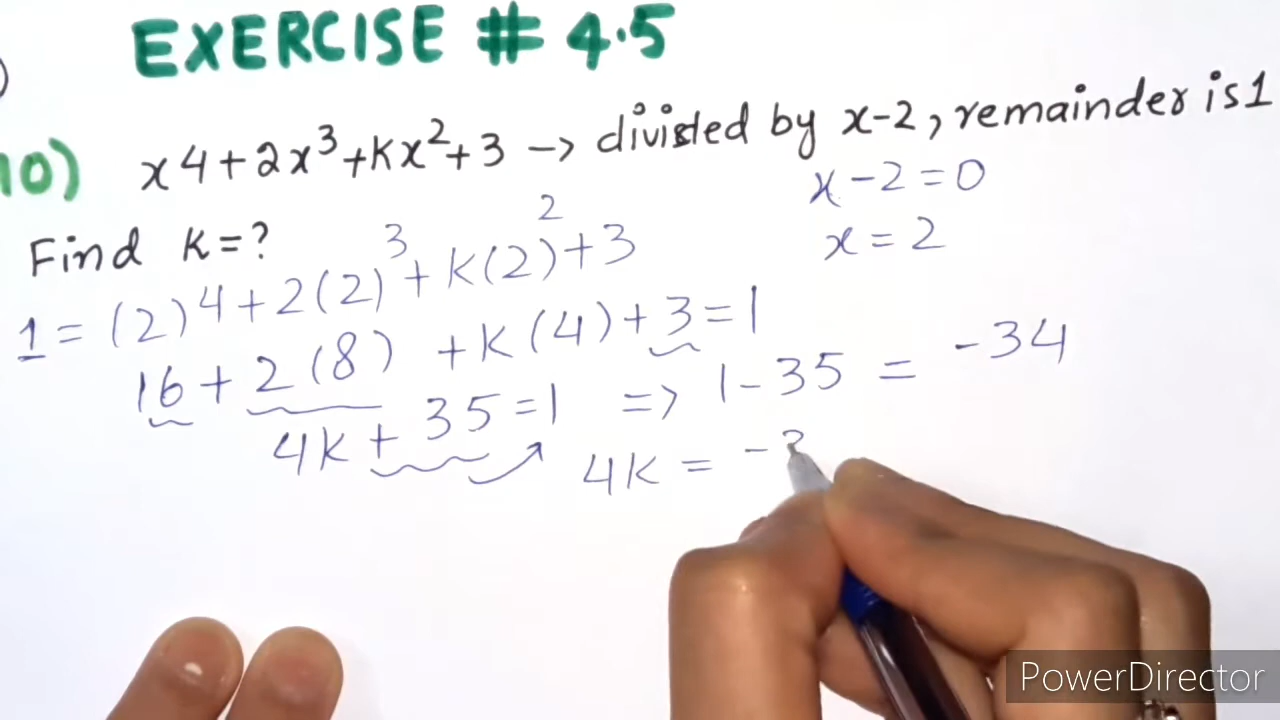 EXERCISE # 4.5
10) x4+2x³+kx²+3 -> divided by x-2, remainder is 1
x-2=0
Find k=?
x=2
1 = (2)⁴+2(2)³+k(2)²+3
16+2(8)+k(4)+3=1
4k+35=1 => 1-35 = -34
4k = -3
PowerDirector